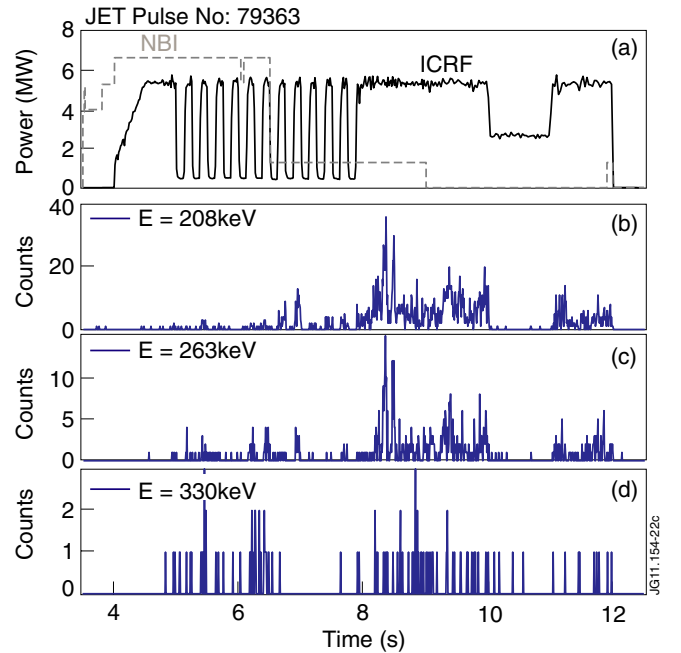 JET Pulse No: 79363
8
NBI
(a)
6
ICRF
4
2
0
Power (MW)
40
E = 208keV
(b)
20
0
Counts
E = 263keV
(c)
10
5
0
Counts
E = 330keV
(d)
2
1
0
Counts
4 6 8 10 12
Time (s)
JG11.154-22c